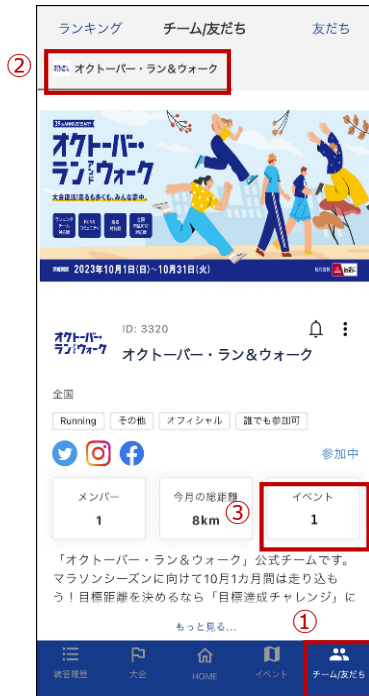 ランキング チーム/友だち 友だち
② オクトーバー・ラン&ウォーク
オクトーバー・
ランアンドウォーク
大会復活!走るも歩くも、みんな夢中。
2023年10月1日(日)~10月31日(火)
オクトーバー・
ラン&ウォーク
ID: 3320
オクトーバー・ラン&ウォーク
全国
Running その他 オフィシャル 誰でも参加可
参加中
メンバー 今月の総距離 イベント
1 8km ③ 1
「オクトーバー・ラン&ウォーク」公式チームです。
マラソンシーズンに向けて10月1カ月間は走り込も
う!目標距離を決めるなら「目標達成チャレンジ」に
もっと見る...
①
練習履歴 大会 HOME イベント チーム/友だち